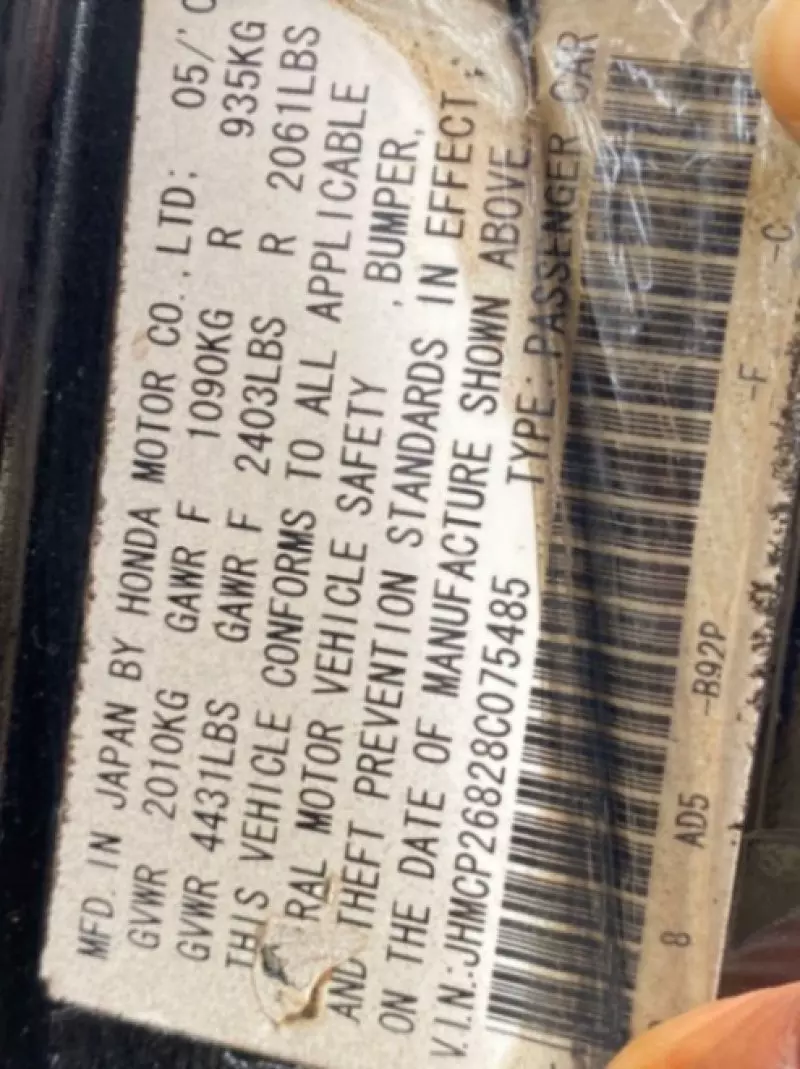 MFD. IN JAPAN BY HONDA MOTOR CO., LTD: 05/'
GVWR 2010KG GAWR F 1090KG R 935KG
GVWR 4431LBS GAWR F 2403LBS R 2061LBS
THIS VEHICLE CONFORMS TO ALL APPLICABLE
RAL MOTOR VEHICLE SAFETY , BUMPER,
AND THEFT PREVENTION STANDARDS IN EFFECT
ON THE DATE OF MANUFACTURE SHOWN ABOVE.
V.I.N.:JHMCP26828C075485 TYPE: PASSENGER CAR
8 AD5 -B92P -F -C